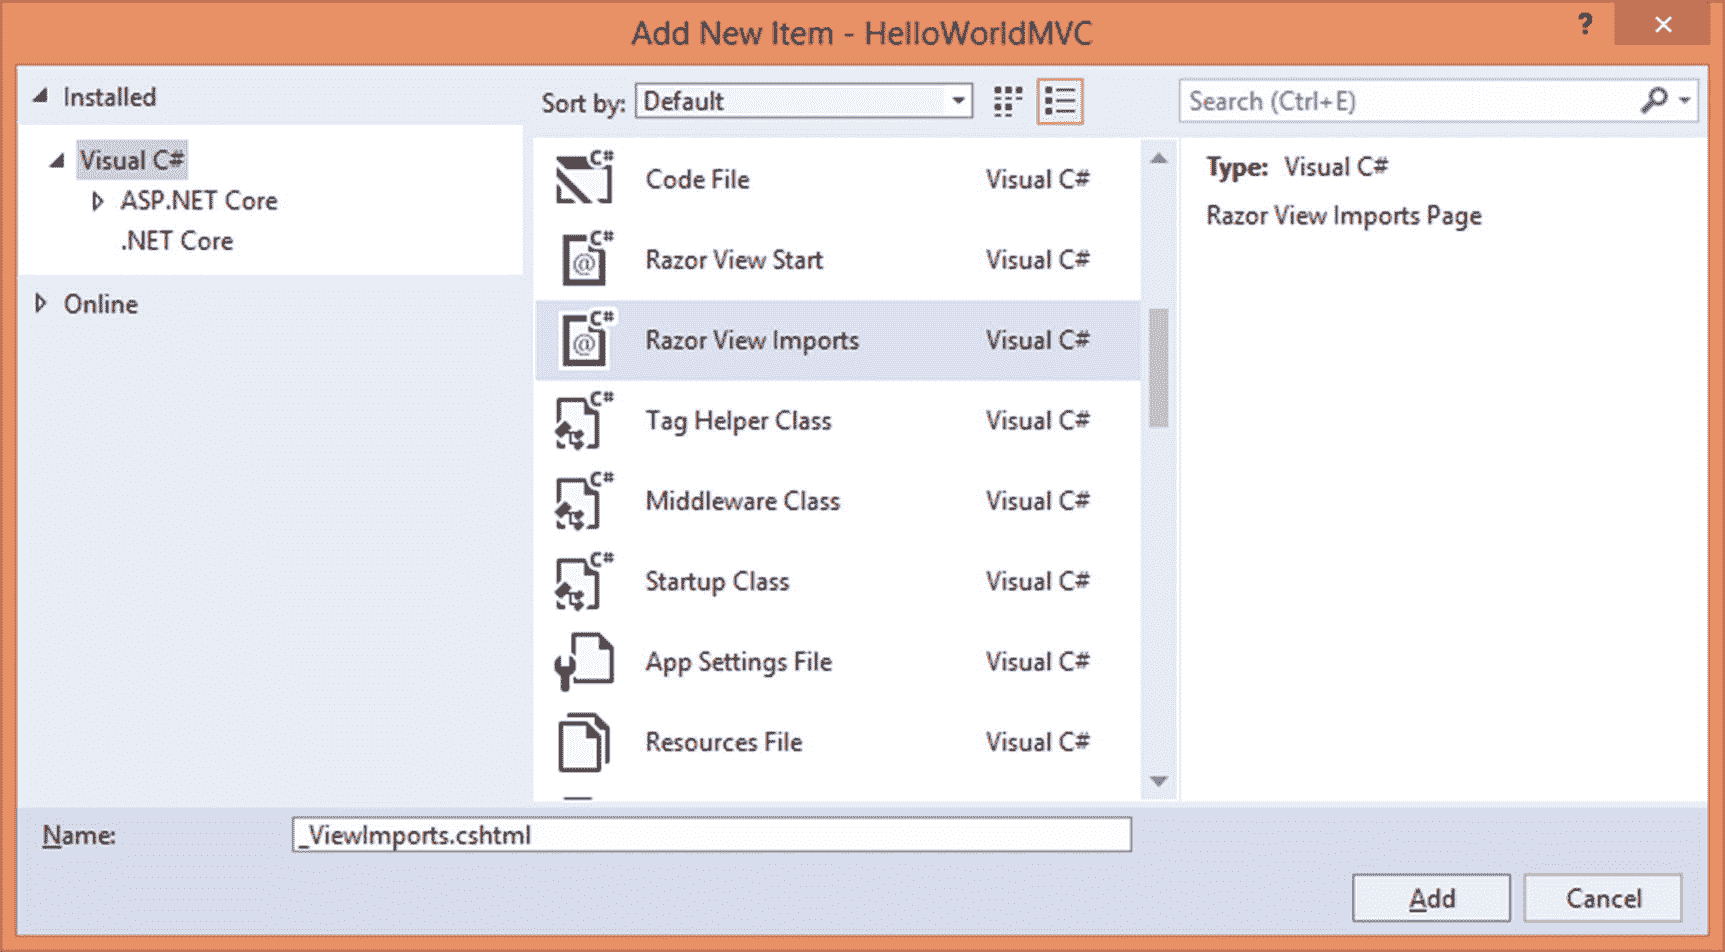 Add New Item - HelloWorldMVC
?
Installed
Sort by: Default
Search (Ctrl+E)
Visual C#
ASP.NET Core
.NET Core
Online
C# Code File Visual C#
C# @ Razor View Start Visual C#
C# @ Razor View Imports Visual C#
C# Tag Helper Class Visual C#
C# Middleware Class Visual C#
C# Startup Class Visual C#
App Settings File Visual C#
Resources File Visual C#
Type: Visual C#
Razor View Imports Page
Name: _ViewImports.cshtml
Add Cancel